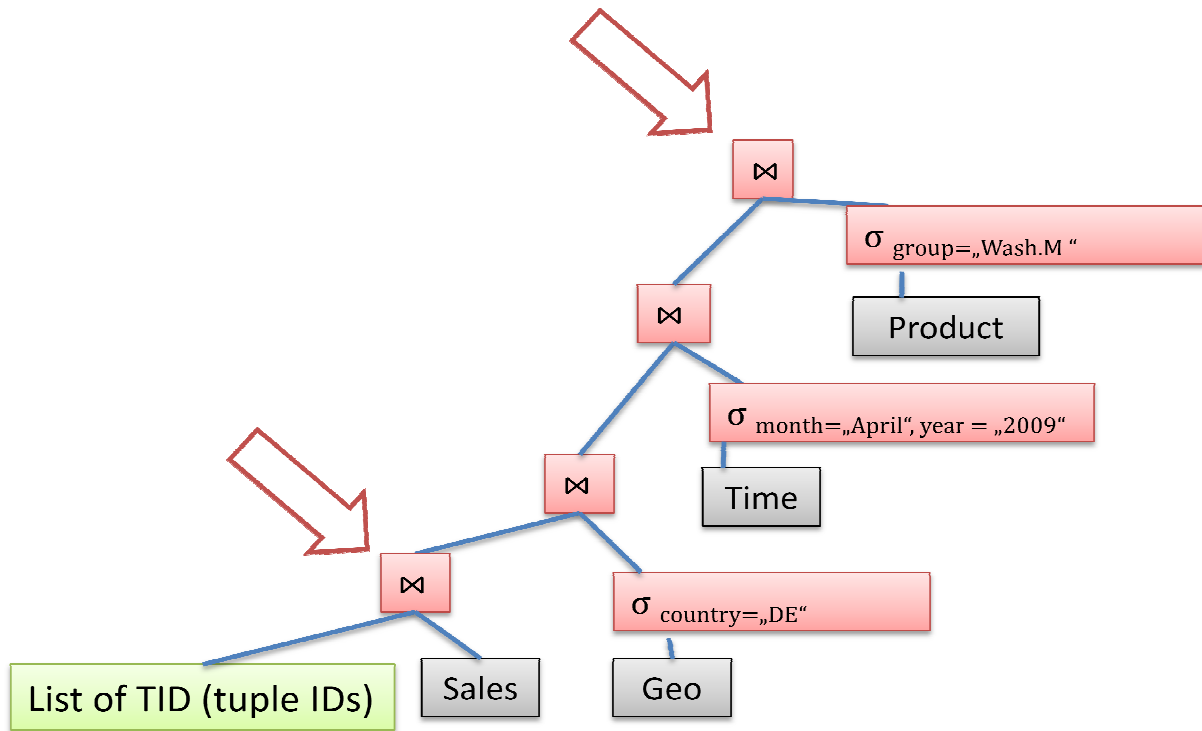 ⋈
σ group=„Wash.M “
⋈
Product
σ month=„April“, year = „2009“
⋈
Time
⋈
σ country=„DE“
List of TID (tuple IDs)
Sales
Geo